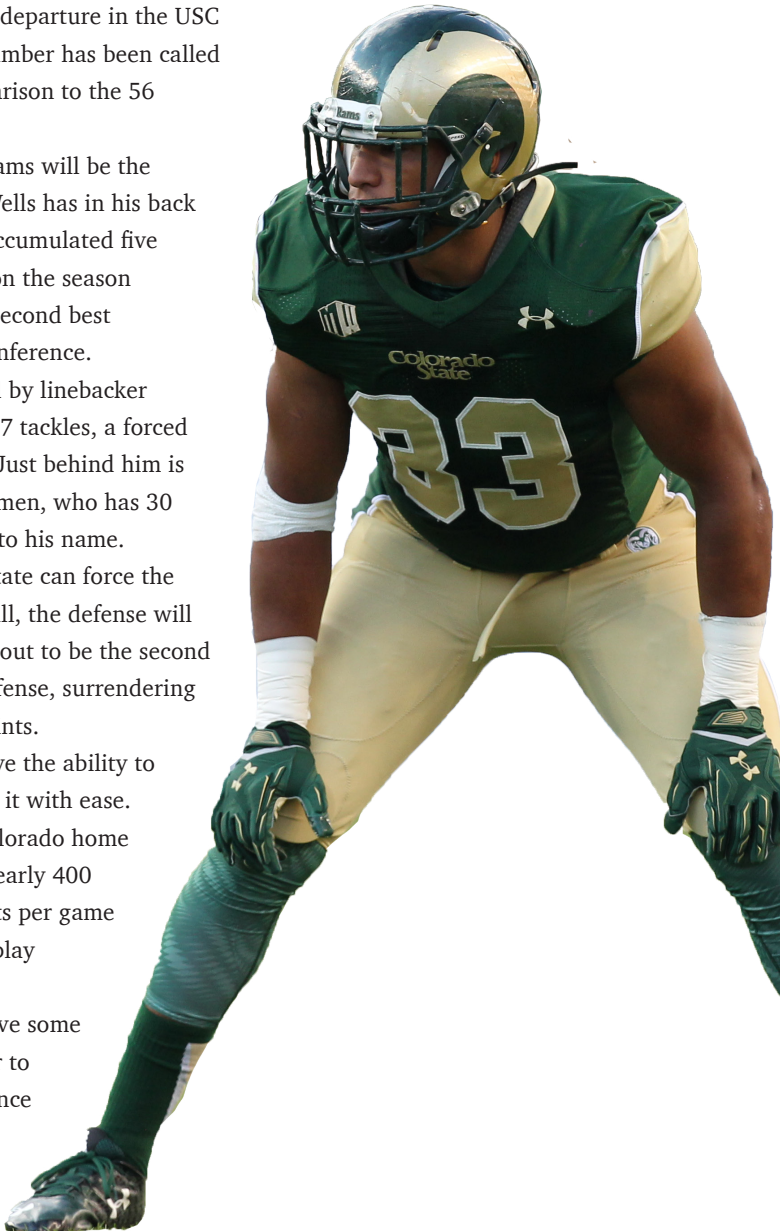 departure in the USC
umber has been called
arison to the 56
ams will be the
Wells has in his back
ccumulated five
on the season
econd best
nference.
by linebacker
7 tackles, a forced
Just behind him is
men, who has 30
to his name.
tate can force the
ll, the defense will
out to be the second
fense, surrendering
nts.
ve the ability to
it with ease.
olorado home
early 400
ts per game
play
ve some
r to
nce
Rams
MW
Colorado
State
33